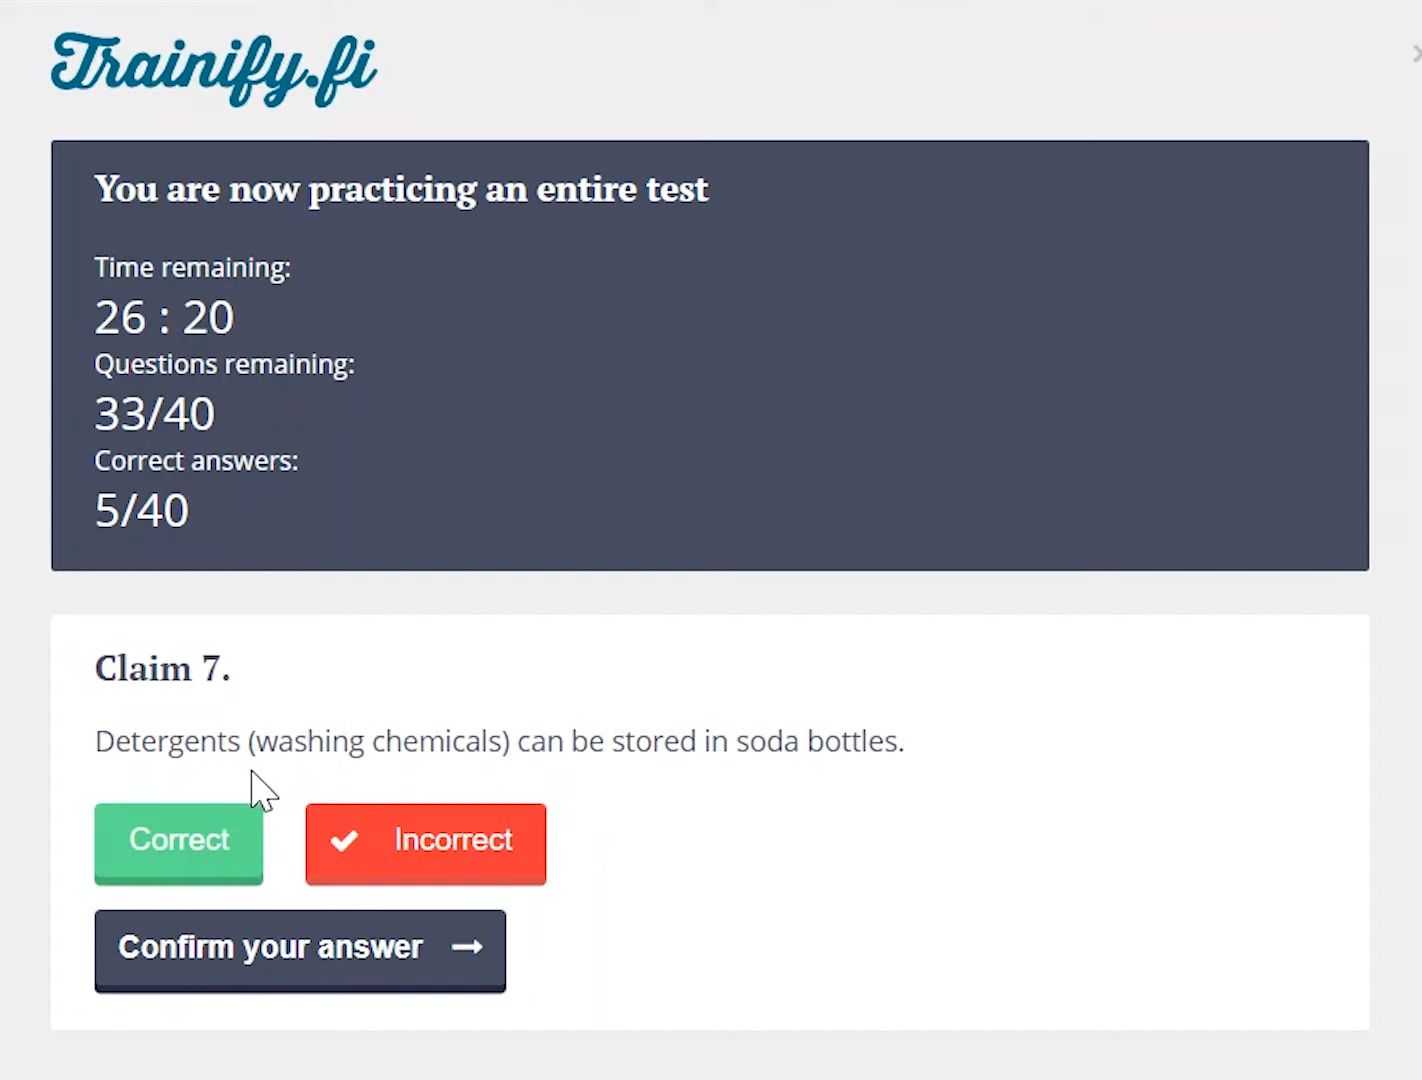 Trainify.fi
You are now practicing an entire test
Time remaining:
26 : 20
Questions remaining:
33/40
Correct answers:
5/40
Claim 7.
Detergents (washing chemicals) can be stored in soda bottles.
Correct
Incorrect
Confirm your answer